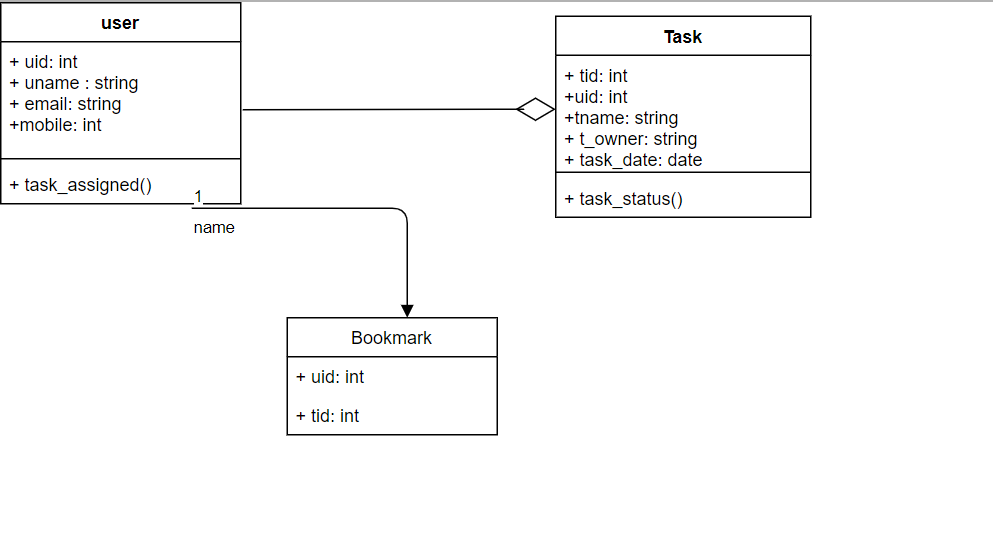 user
+ uid: int
+ uname : string
+ email: string
+mobile: int
+ task_assigned()
1
name
Task
+ tid: int
+uid: int
+tname: string
+ t_owner: string
+ task_date: date
+ task_status()
Bookmark
+ uid: int
+ tid: int